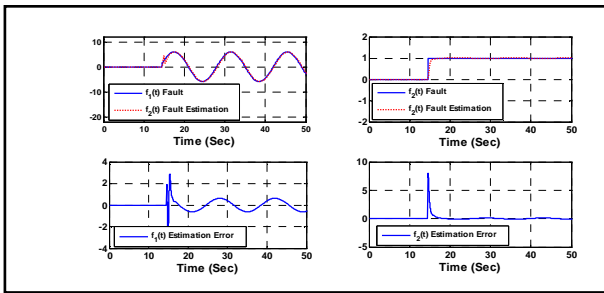 10
0
-10
-20
f1(t) Fault
f2(t) Fault Estimation
0 10 20 30 40 50
Time (Sec)
2
1
0
-1
-2
f2(t) Fault
f2(t) Fault Estimation
0 10 20 30 40 50
Time (Sec)
4
2
0
-2
-4
f1(t) Estimation Error
0 10 20 30 40 50
Time (Sec)
10
5
0
-5
f2(t) Estimation Error
0 10 20 30 40 50
Time (Sec)